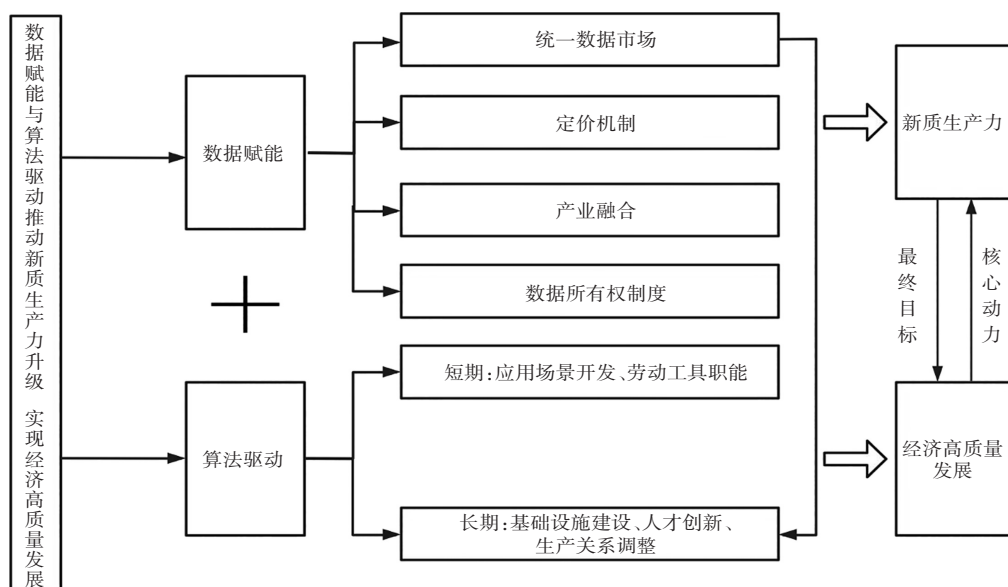 数据赋能与算法驱动推动新质生产力升级 实现经济高质量发展
数据赋能
算法驱动
统一数据市场
定价机制
产业融合
数据所有权制度
短期：应用场景开发、劳动工具职能
长期：基础设施建设、人才创新、
生产关系调整
新质生产力
最终目标
核心动力
经济高质量
发展